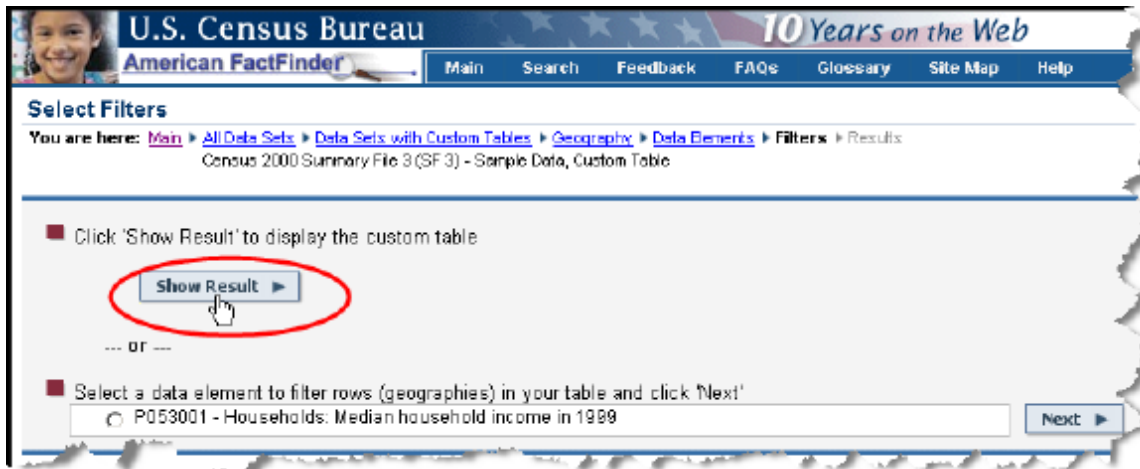 U.S. Census Bureau 10 Years on the Web
American FactFinder Main Search Feedback FAQs Glossary Site Map Help
Select Filters
You are here: Main ▶ All Data Sets ▶ Data Sets with Custom Tables ▶ Geography ▶ Data Elements ▶ Filters ▶ Results
Census 2000 Summary File 3 (SF 3) - Sample Data, Custom Table
Click 'Show Result' to display the custom table
Show Result ▶
--- or ---
Select a data element to filter rows (geographies) in your table and click 'Next'
P053001 - Households: Median household income in 1999 Next ▶